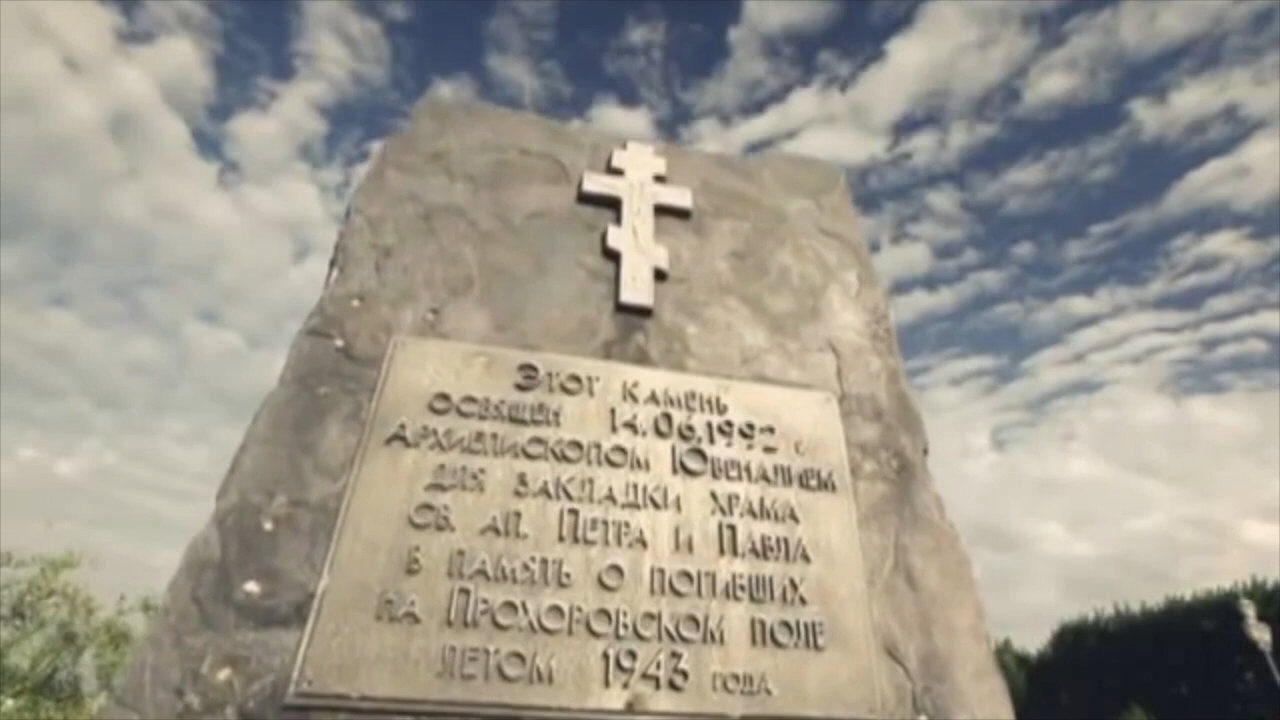 Этот камень
освящен 14.06.1992 г.
Архиепископом Ювеналием
для закладки храма
св. ап. Петра и Павла
в память о погибших
на Прохоровском поле
летом 1943 года